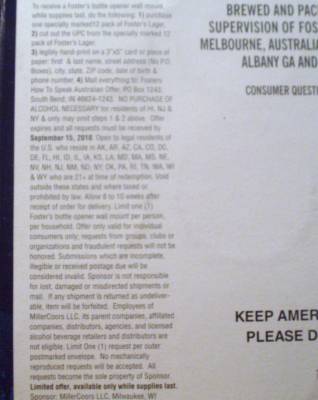 To receive a foster's bottle opener wall mount,
while supplies last, do the following: 1) purchase
one specially marked 12 pack of Foster's Lager;
2) cut out the UPC from the specially marked 12
pack of Foster's Lager;
3) legibly hand-print on a 3"x5" card or piece of
paper: first & last name, street address (No P.O.
Boxes), city, state, ZIP code, date of birth &
phone number. 4) Mail everything to: Fosters
How To Speak Australian Offer, PO Box 1243,
South Bend, IN 46624-1243. NO PURCHASE OF
ALCOHOL NECESSARY for residents of HI, NJ &
NY & only may omit steps 1 & 2 above. Offer
expires and all requests must be received by
September 15, 2010. Open to legal residents of
the U.S. who reside in AK, AR, AZ, CA, CO, DC,
DE, FL, HI, ID, IL, IA, KS, LA, MD, MA, MS, NE,
NV, NH, NJ, NM, ND, NY, OK, PA, RI, TN, WA, WI
& WY who are 21+ at time of redemption. Void
outside these states and where taxed or
prohibited by law. Allow 8 to 10 weeks after
receipt of order for delivery. Limit one (1)
Foster's bottle opener wall mount per person,
per household. Offer only valid for individual
consumers only; requests from groups, clubs or
organizations and fraudulent requests will not be
honored. Submissions which are incomplete,
illegible or received postage due will be
considered invalid. Sponsor is not responsible
for lost, damaged or misdirected shipments or
mail. If any shipment is returned as undeliver-
able, item will be forfeited. Employees of
MillerCoors LLC, its parent companies, affiliated
companies, distributors, agencies, and licensed
alcohol beverage retailers and distributors are
not eligible. Limit One (1) request per outer
postmarked envelope. No mechanically
reproduced requests will be accepted. All
requests become the sole property of Sponsor.
Limited offer, available only while supplies last.
Sponsor: MillerCoors LLC, Milwaukee, WI
BREWED AND PAC
SUPERVISION OF FOS
MELBOURNE, AUSTRALIA
ALBANY GA AND
CONSUMER QUESTI
KEEP AMER
PLEASE D